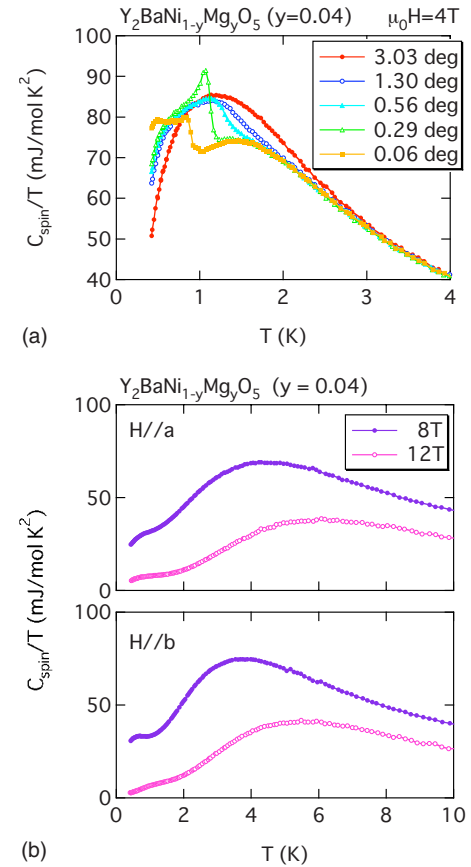 Y₂BaNi₁₋yMgyO₅ (y=0.04) μ₀H=4T
100
90
80
70
60
50
40
C_spin/T (mJ/mol K²)
3.03 deg
1.30 deg
0.56 deg
0.29 deg
0.06 deg
0 1 2 3 4
T (K)
(a)
Y₂BaNi₁₋yMgyO₅ (y = 0.04)
100
50
0
H//a
8T
12T
C_spin/T (mJ/mol K²)
100
50
0
H//b
0 2 4 6 8 10
T (K)
(b)